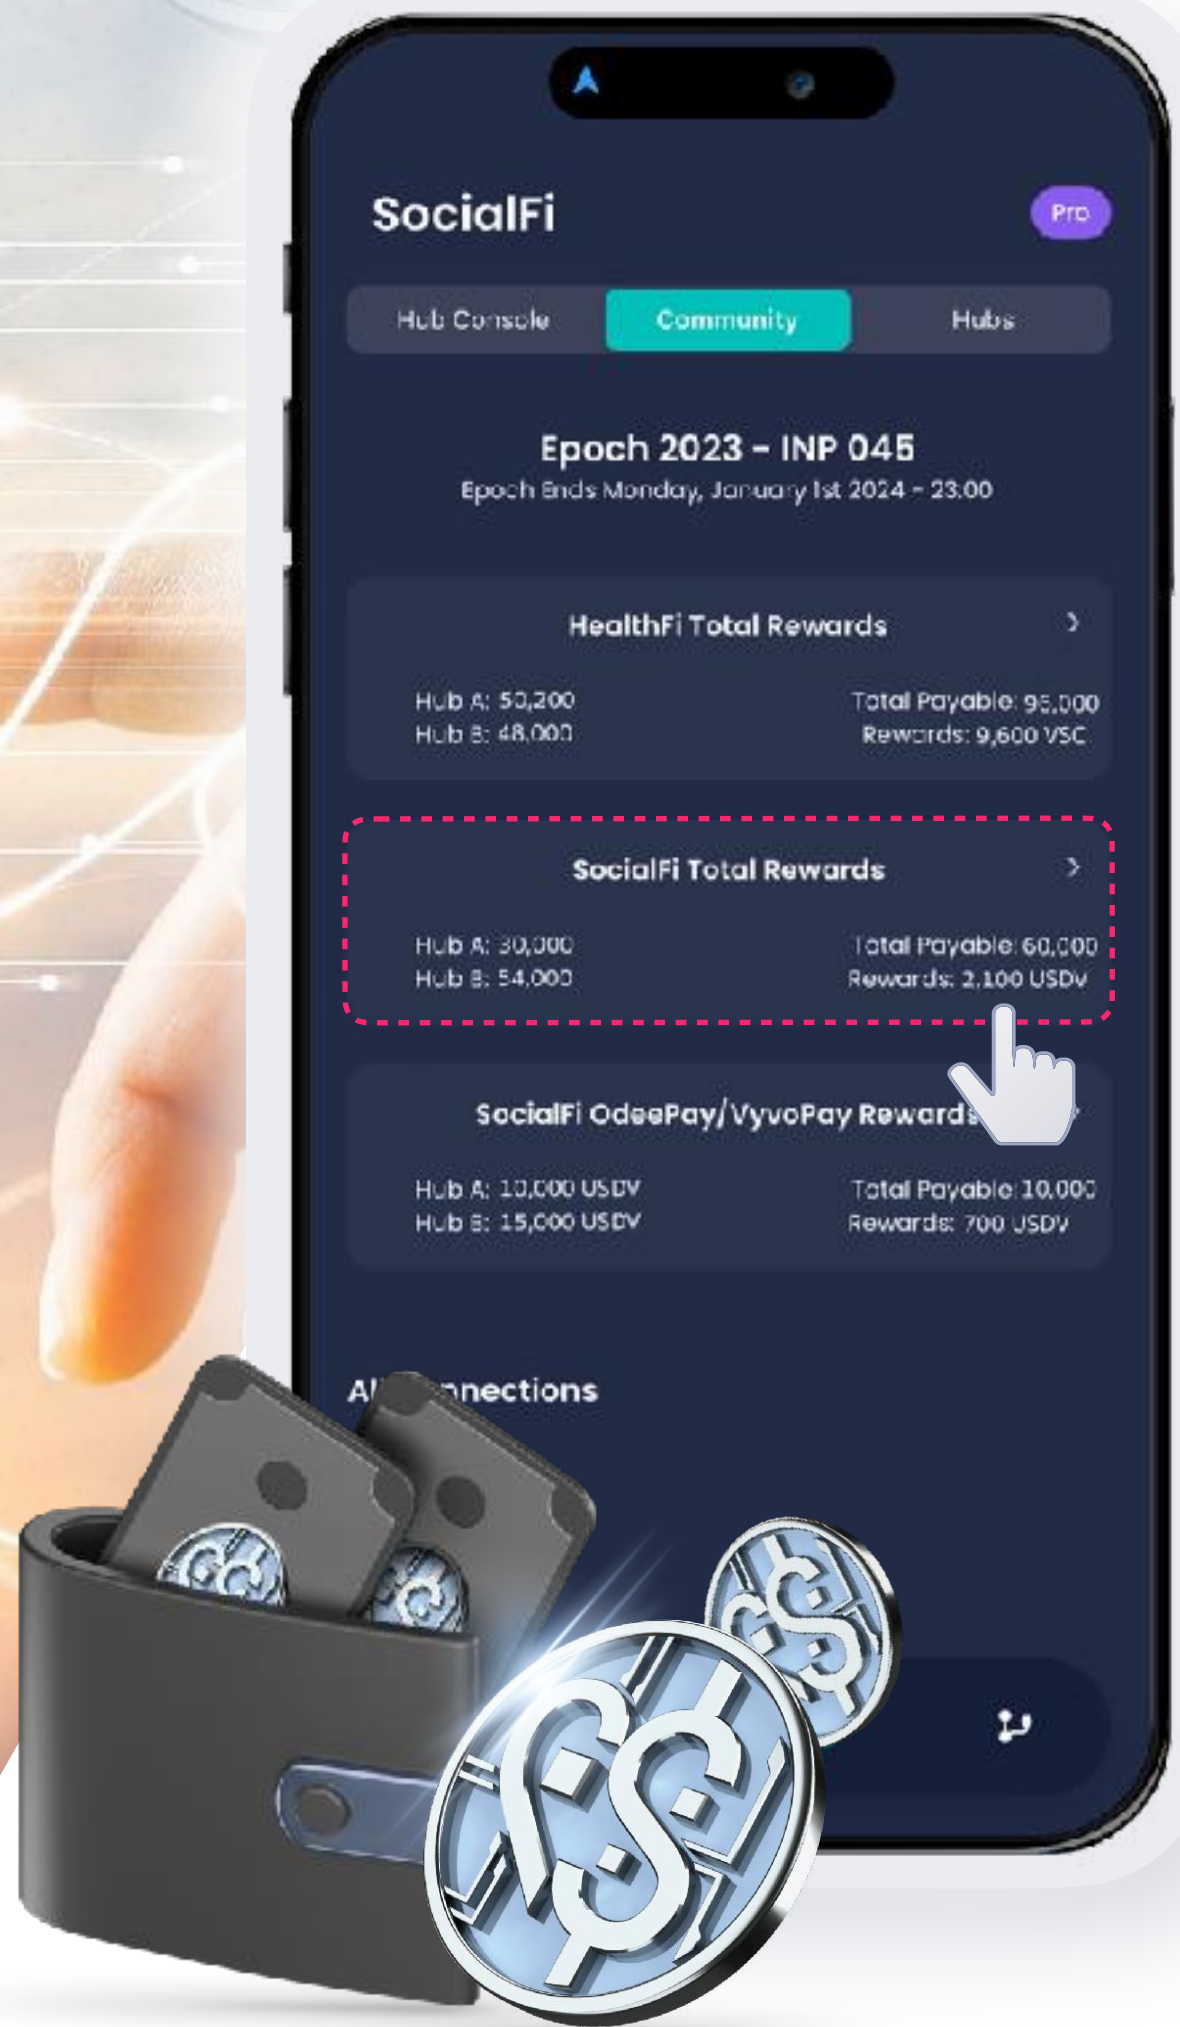 SocialFi
Pro
Hub Console
Community
Hubs
Epoch 2023 - INP 045
Epoch Ends Monday, January 1st 2024 - 23:00
HealthFi Total Rewards
Hub A: 50,200
Total Payable: 96,000
Hub B: 48,000
Rewards: 9,600 VSC
SocialFi Total Rewards
Hub A: 30,000
Total Payable: 60,000
Hub B: 54,000
Rewards: 2,100 USDV
SocialFi OdeePay/VyvoPay Rewards
Hub A: 10,000 USDV
Total Payable: 10,000
Hub B: 15,000 USDV
Rewards: 700 USDV